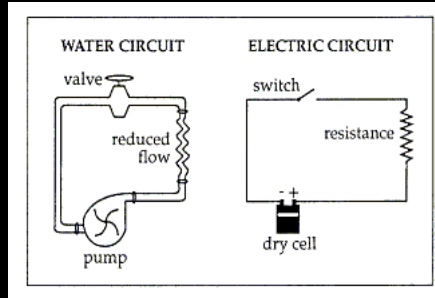 WATER CIRCUIT
valve
reduced
flow
pump
ELECTRIC CIRCUIT
switch
resistance
- +
dry cell